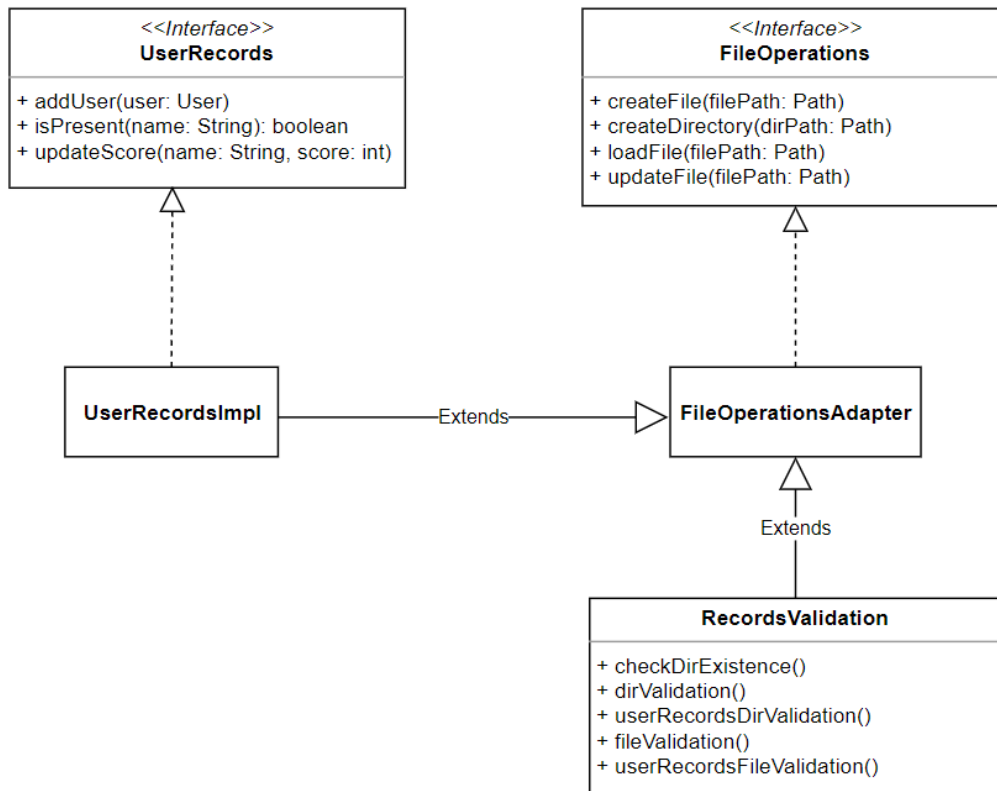 <<Interface>>
UserRecords
+ addUser(user: User)
+ isPresent(name: String): boolean
+ updateScore(name: String, score: int)
<<Interface>>
FileOperations
+ createFile(filePath: Path)
+ createDirectory(dirPath: Path)
+ loadFile(filePath: Path)
+ updateFile(filePath: Path)
UserRecordsImpl
Extends
FileOperationsAdapter
Extends
RecordsValidation
+ checkDirExistence()
+ dirValidation()
+ userRecordsDirValidation()
+ fileValidation()
+ userRecordsFileValidation()